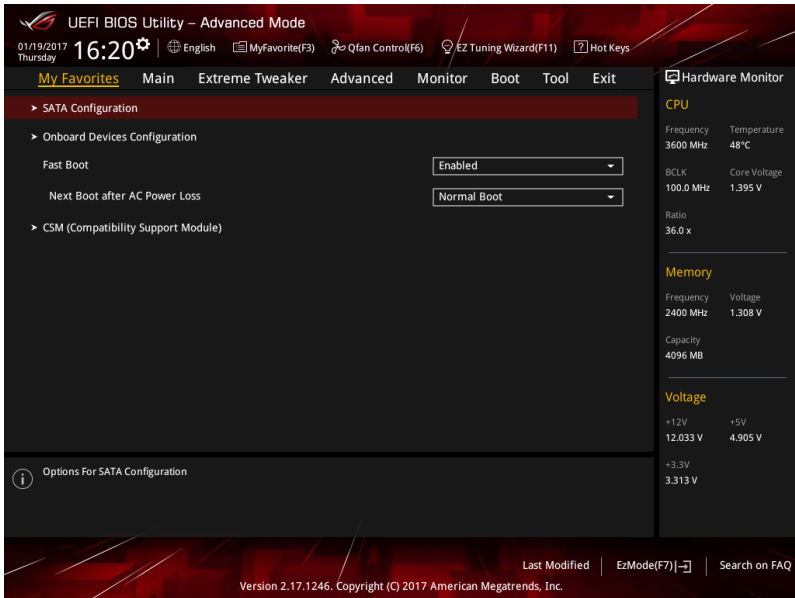 UEFI BIOS Utility – Advanced Mode
01/19/2017 Thursday 16:20 English MyFavorite(F3) Qfan Control(F6) EZ Tuning Wizard(F11) Hot Keys
My Favorites Main Extreme Tweaker Advanced Monitor Boot Tool Exit
➤ SATA Configuration
➤ Onboard Devices Configuration
Fast Boot Enabled
Next Boot after AC Power Loss Normal Boot
➤ CSM (Compatibility Support Module)
Options For SATA Configuration
Hardware Monitor
CPU
Frequency Temperature
3600 MHz 48°C
BCLK Core Voltage
100.0 MHz 1.395 V
Ratio
36.0 x
Memory
Frequency Voltage
2400 MHz 1.308 V
Capacity
4096 MB
Voltage
+12V +5V
12.033 V 4.905 V
+3.3V
3.313 V
Last Modified EzMode(F7) Search on FAQ
Version 2.17.1246. Copyright (C) 2017 American Megatrends, Inc.